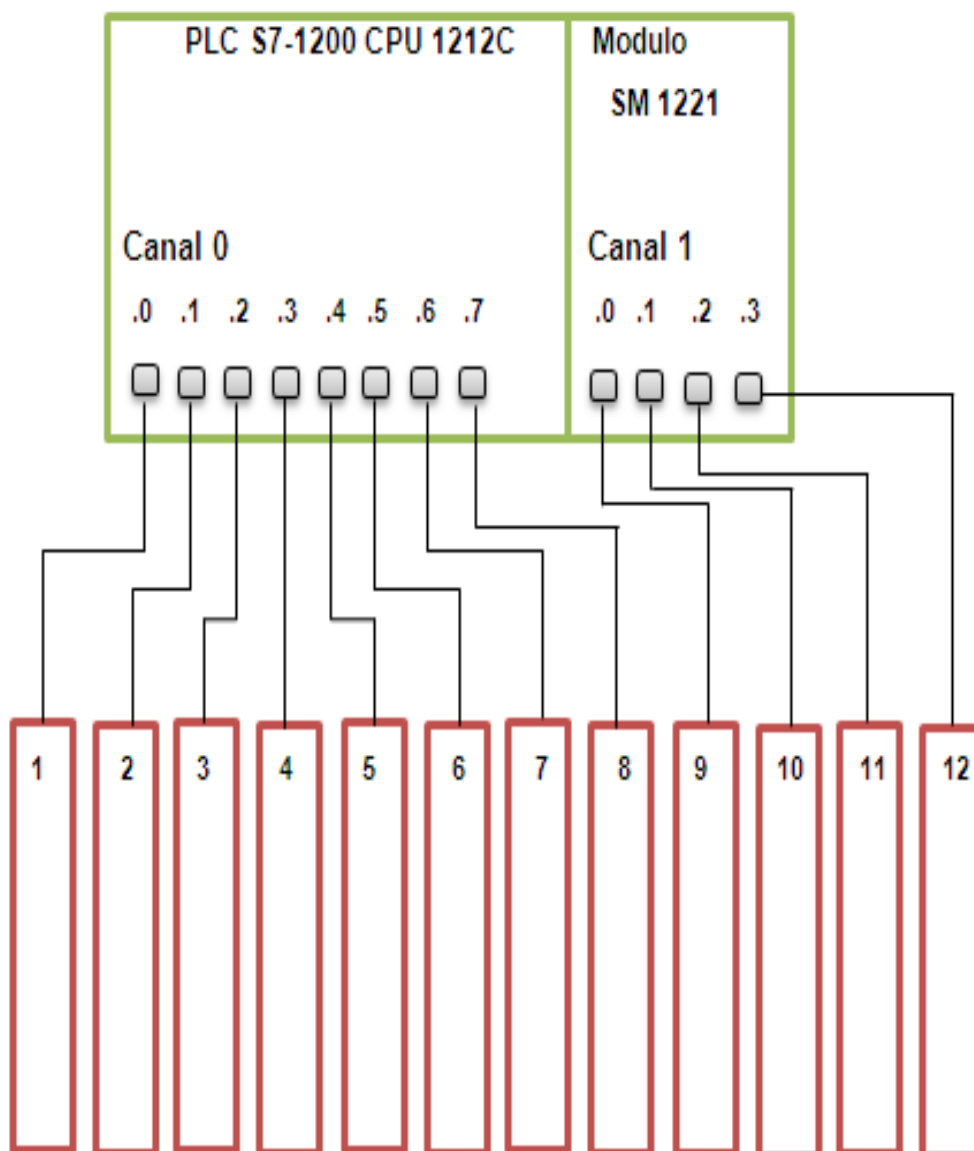 PLC S7-1200 CPU 1212C
Modulo
SM 1221
Canal 0
Canal 1
.0 .1 .2 .3 .4 .5 .6 .7
.0 .1 .2 .3
1 2 3 4 5 6 7 8 9 10 11 12